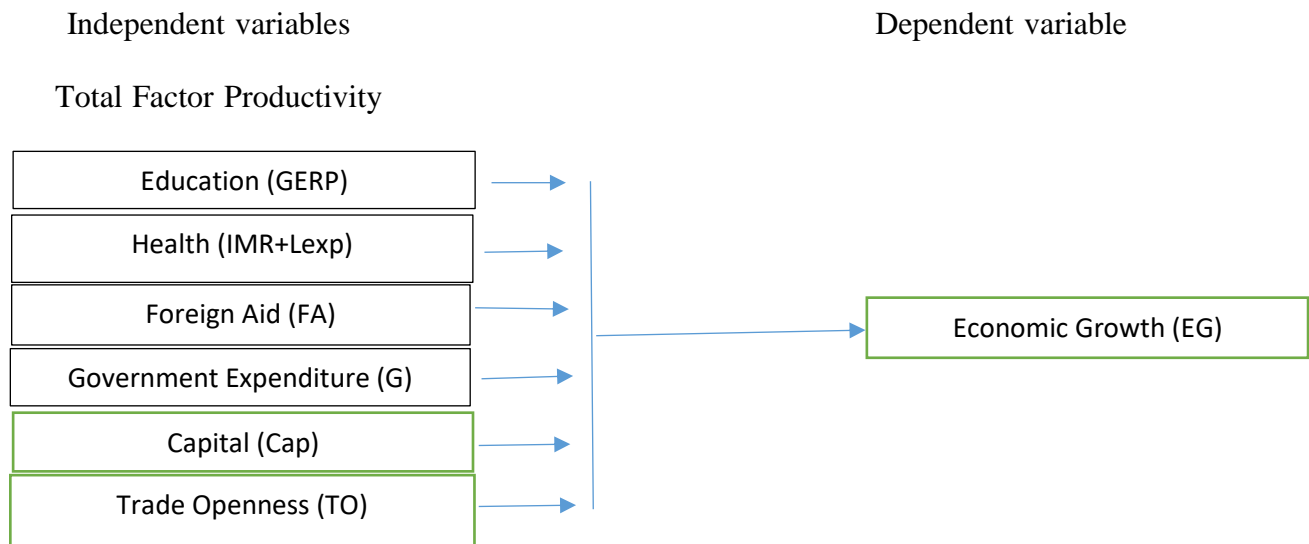 Independent variables
Dependent variable
Total Factor Productivity
Education (GERP)
Health (IMR+Lexp)
Foreign Aid (FA)
Government Expenditure (G)
Capital (Cap)
Trade Openness (TO)
Economic Growth (EG)